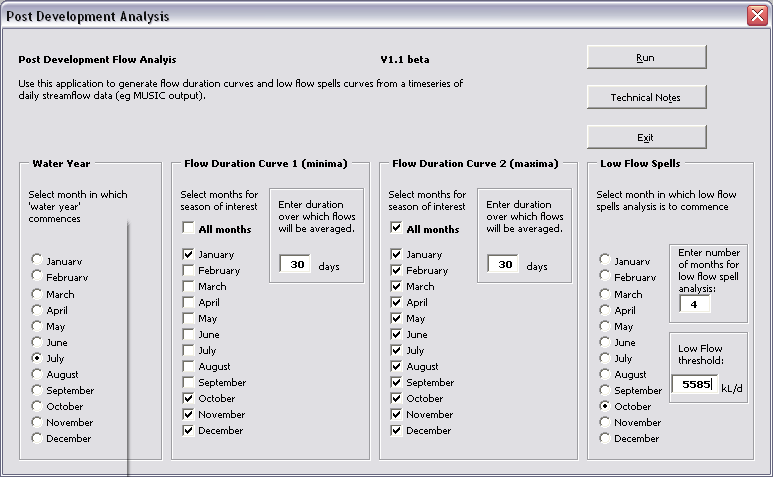 Post Development Analysis
Post Development Flow Analyis
V1.1 beta
Use this application to generate flow duration curves and low flow spells curves from a timeseries of
daily streamflow data (eg MUSIC output).
Run
Technical Notes
Exit
Water Year
Select month in which
'water year'
commences
January
February
March
April
May
June
July
August
September
October
November
December
Flow Duration Curve 1 (minima)
Select months for
season of interest
All months
January
February
March
April
May
June
July
August
September
October
November
December
Enter duration
over which flows
will be averaged.
30 days
Flow Duration Curve 2 (maxima)
Select months for
season of interest
All months
January
February
March
April
May
June
July
August
September
October
November
December
Enter duration
over which flows
will be averaged.
30 days
Low Flow Spells
Select month in which low flow
spells analysis is to commence
January
February
March
April
May
June
July
August
September
October
November
December
Enter number
of months for
low flow spell
analysis:
4
Low Flow
threshold:
5585 kL/d